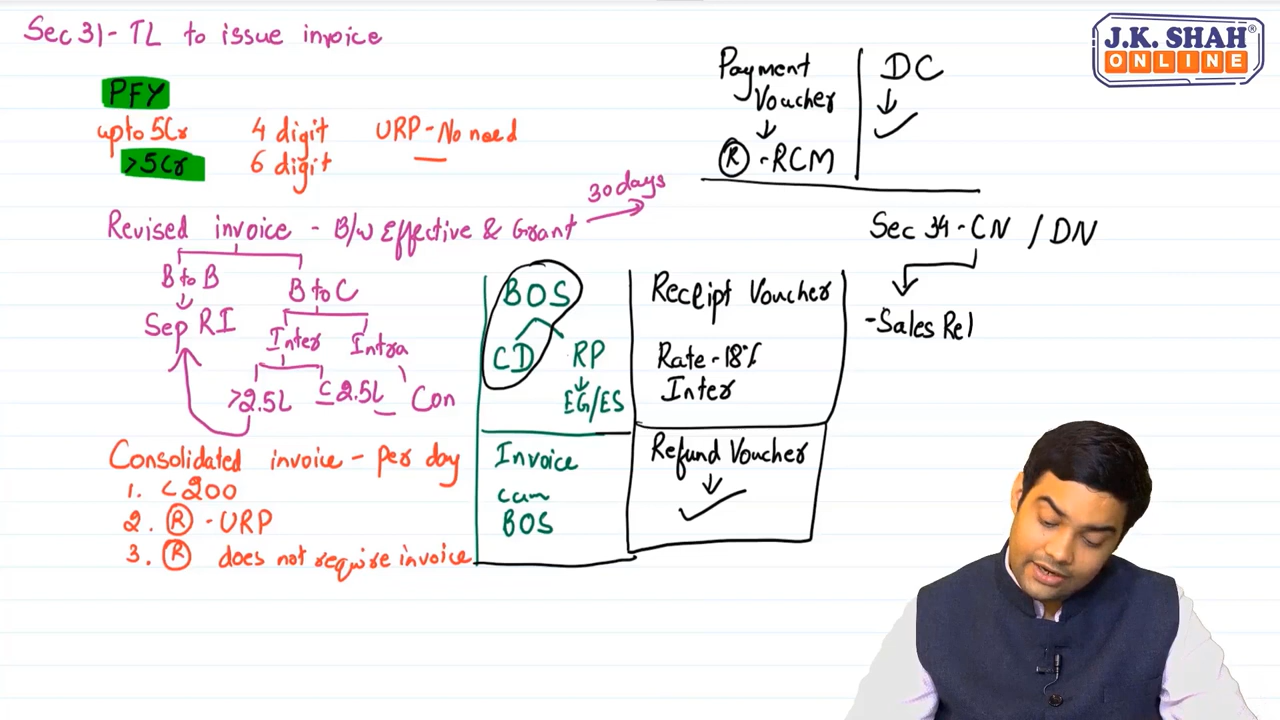 Sec 31 - TL to issue invoice
J.K. SHAH®
ONLINE
PFY
upto 5Cr 4 digit URP - No need
>5Cr 6 digit —
Payment
Voucher
Ⓡ - RCM
DC
Revised invoice - B/w Effective & Grant
30 days
B to B
Sep RI
B to C
Inter Intra
>2.5L ≤ 2.5L Con
Consolidated invoice - per day
1. <200
2. Ⓡ - URP
3. Ⓡ does not require invoice
BOS
CD RP
EG/ES
Invoice
cum
BOS
Receipt Voucher
Rate - 18%
Inter
Refund Voucher
Sec 34 - CN / DN
- Sales Rel